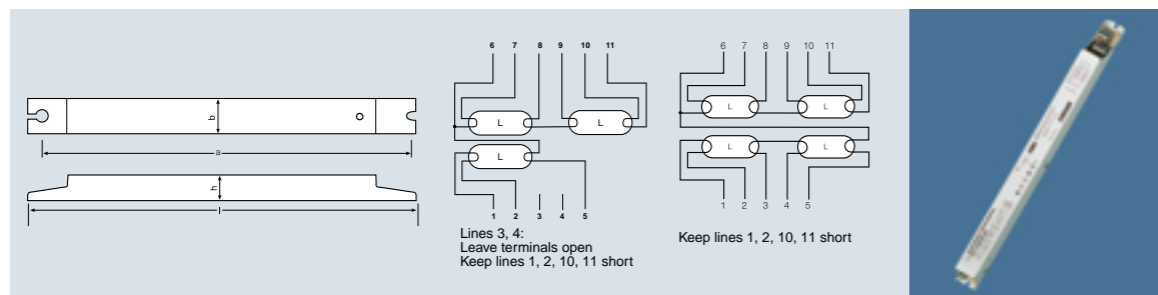 b
a
h
l
6 7 8 9 10 11
L L
L
1 2 3 4 5
Lines 3, 4:
Leave terminals open
Keep lines 1, 2, 10, 11 short
6 7 8 9 10 11
L L
L L
1 2 3 4 5
Keep lines 1, 2, 10, 11 short